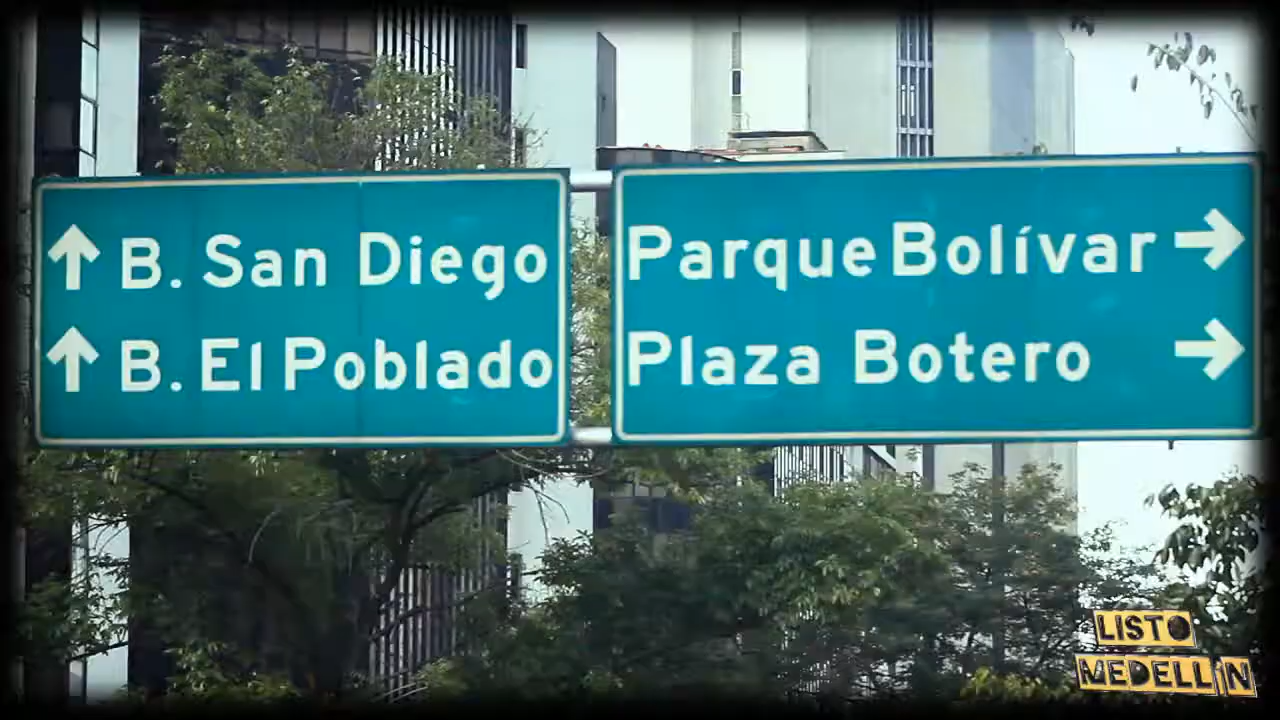 ↑ B. San Diego
↑ B. El Poblado
Parque Bolívar →
Plaza Botero →
LISTO
MEDELLIN